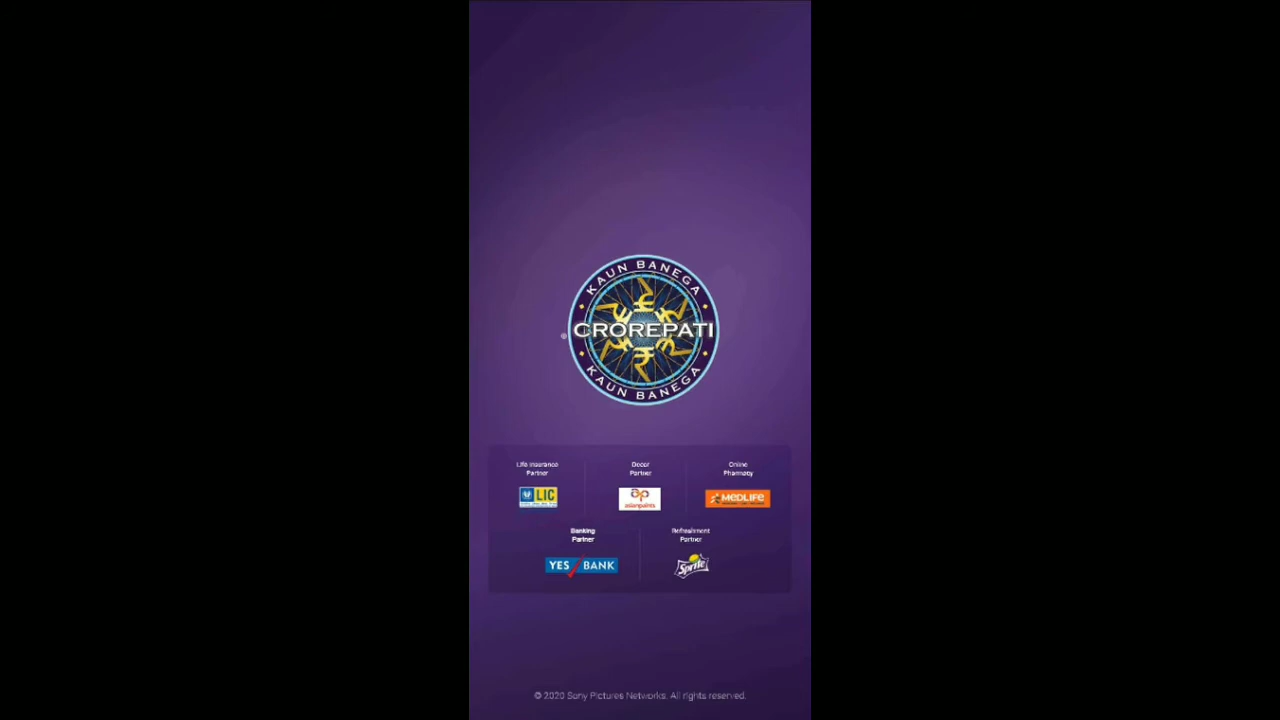 KAUN BANEGA
CROREPATI
KAUN BANEGA
Life Insurance
Partner
Decor
Partner
Online
Pharmacy
LIC
ap
asianpaints
MEDLIFE
Banking
Partner
Refreshment
Partner
YES BANK
Sprite
© 2020 Sony Pictures Networks. All rights reserved.